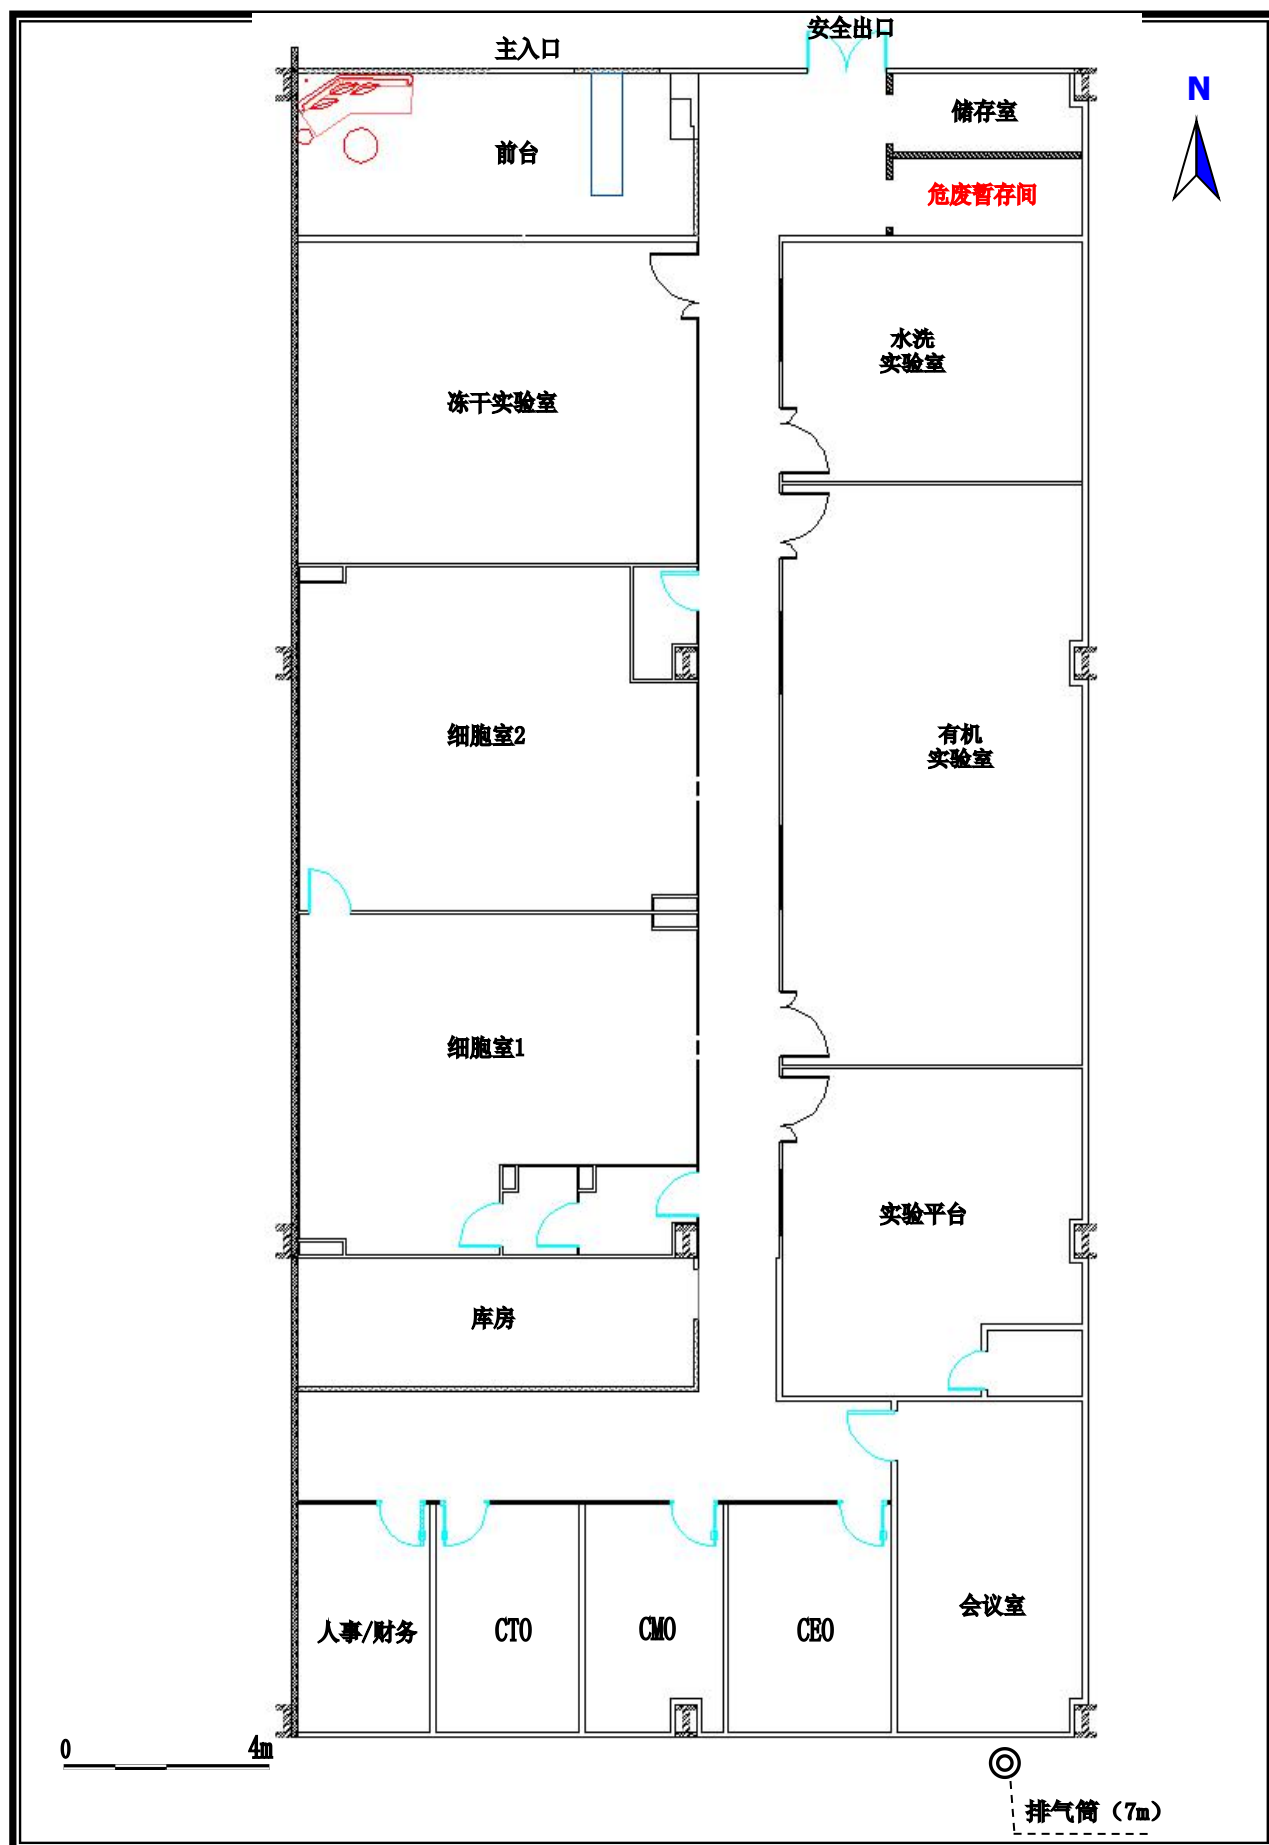 安全出口
主入口
N
储存室
前台
危废暂存间
水洗
实验室
冻干实验室
细胞室2
有机
实验室
细胞室1
实验平台
库房
会议室
人事/财务
CTO
CMO
CEO
0
4m
排气筒（7m）